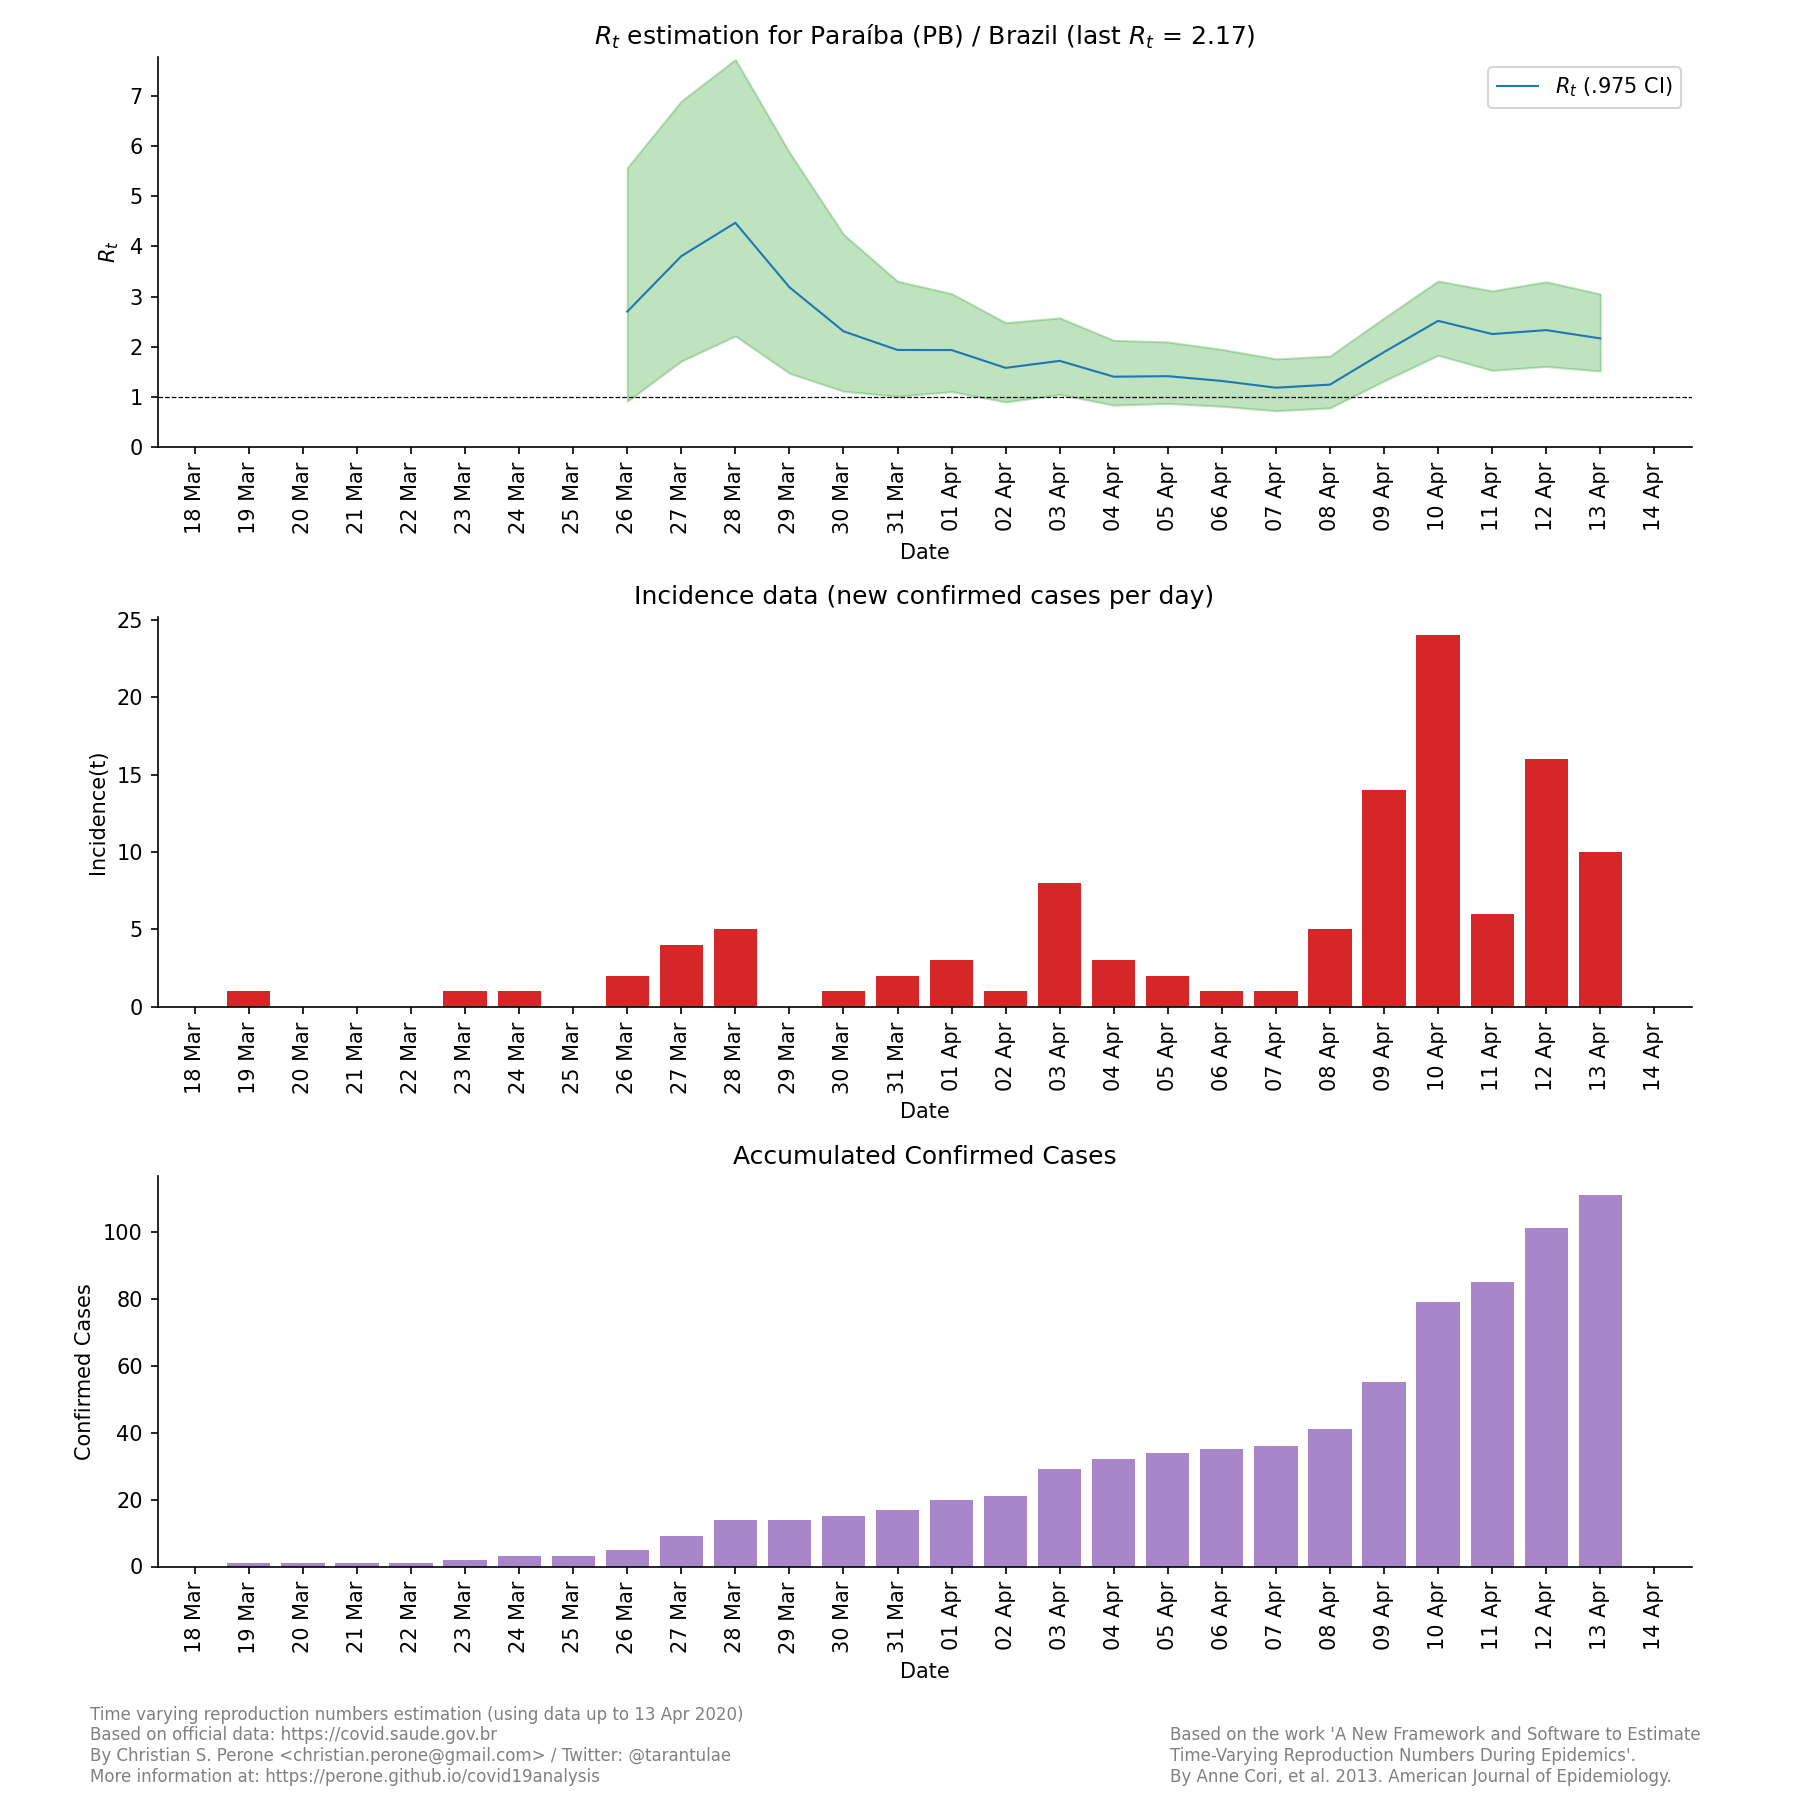 Rt estimation for Paraíba (PB) / Brazil (last Rt = 2.17)
Rt (.975 CI)
Rt
7
6
5
4
3
2
1
0
18 Mar
19 Mar
20 Mar
21 Mar
22 Mar
23 Mar
24 Mar
25 Mar
26 Mar
27 Mar
28 Mar
29 Mar
30 Mar
31 Mar
01 Apr
02 Apr
03 Apr
04 Apr
05 Apr
06 Apr
07 Apr
08 Apr
09 Apr
10 Apr
11 Apr
12 Apr
13 Apr
14 Apr
Date
Incidence data (new confirmed cases per day)
Incidence(t)
25
20
15
10
5
0
18 Mar
19 Mar
20 Mar
21 Mar
22 Mar
23 Mar
24 Mar
25 Mar
26 Mar
27 Mar
28 Mar
29 Mar
30 Mar
31 Mar
01 Apr
02 Apr
03 Apr
04 Apr
05 Apr
06 Apr
07 Apr
08 Apr
09 Apr
10 Apr
11 Apr
12 Apr
13 Apr
14 Apr
Date
Accumulated Confirmed Cases
Confirmed Cases
100
80
60
40
20
0
18 Mar
19 Mar
20 Mar
21 Mar
22 Mar
23 Mar
24 Mar
25 Mar
26 Mar
27 Mar
28 Mar
29 Mar
30 Mar
31 Mar
01 Apr
02 Apr
03 Apr
04 Apr
05 Apr
06 Apr
07 Apr
08 Apr
09 Apr
10 Apr
11 Apr
12 Apr
13 Apr
14 Apr
Date
Time varying reproduction numbers estimation (using data up to 13 Apr 2020)
Based on official data: https://covid.saude.gov.br
By Christian S. Perone <christian.perone@gmail.com> / Twitter: @tarantulae
More information at: https://perone.github.io/covid19analysis
Based on the work 'A New Framework and Software to Estimate
Time-Varying Reproduction Numbers During Epidemics'.
By Anne Cori, et al. 2013. American Journal of Epidemiology.